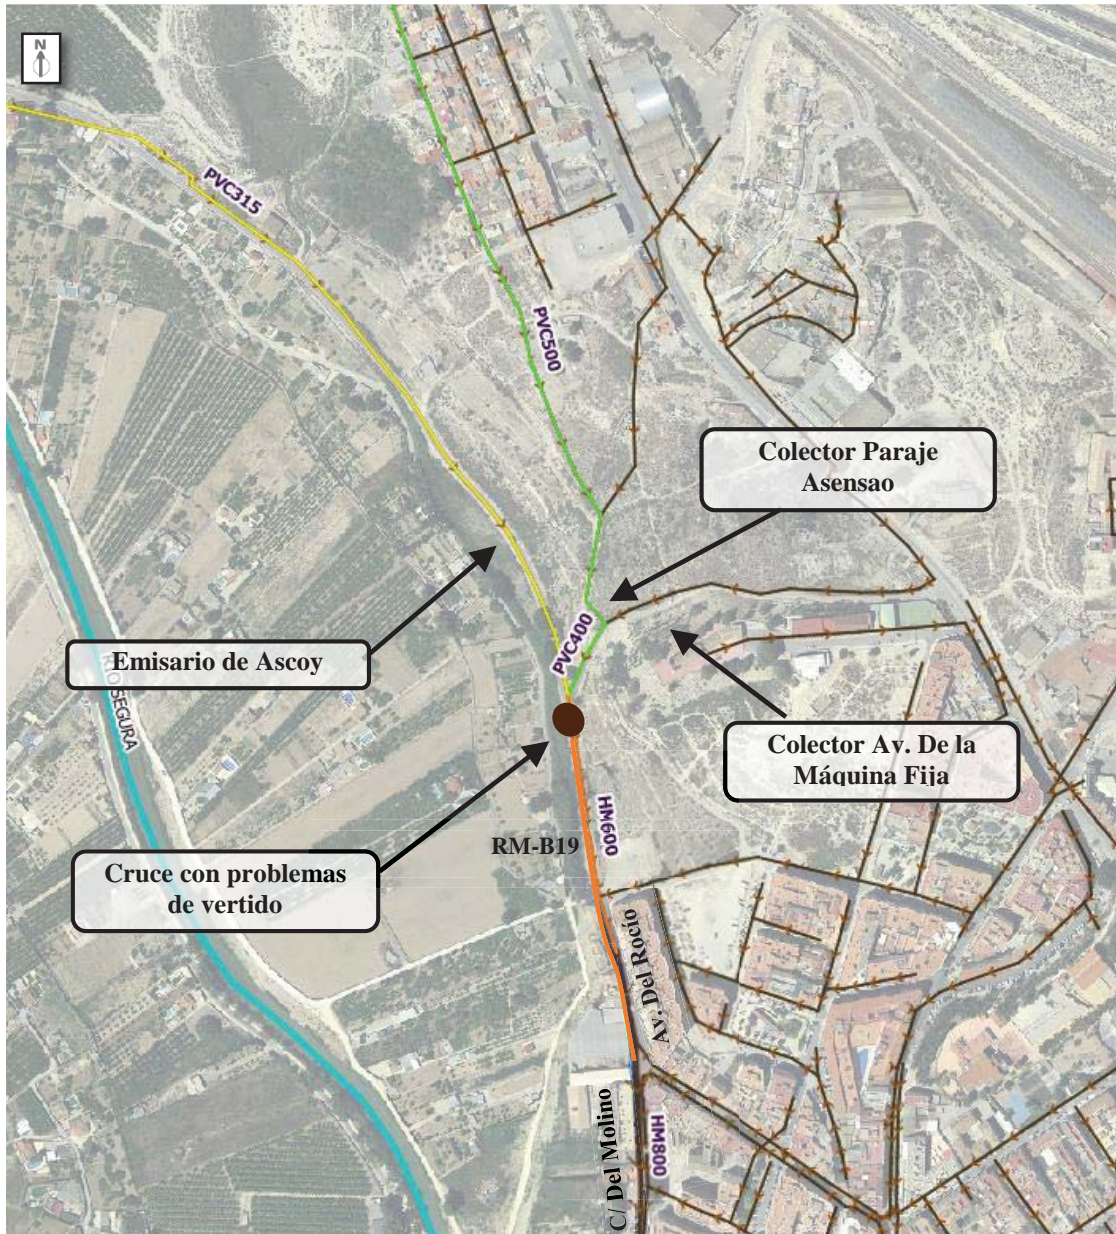 N
PVC315
PVC500
Colector Paraje
Asensao
PVC400
Emisario de Ascoy
RIO SEGURA
Colector Av. De la
Máquina Fija
HM600
RM-B19
Cruce con problemas
de vertido
Av. Del Rocío
C/ Del Molino
HM800